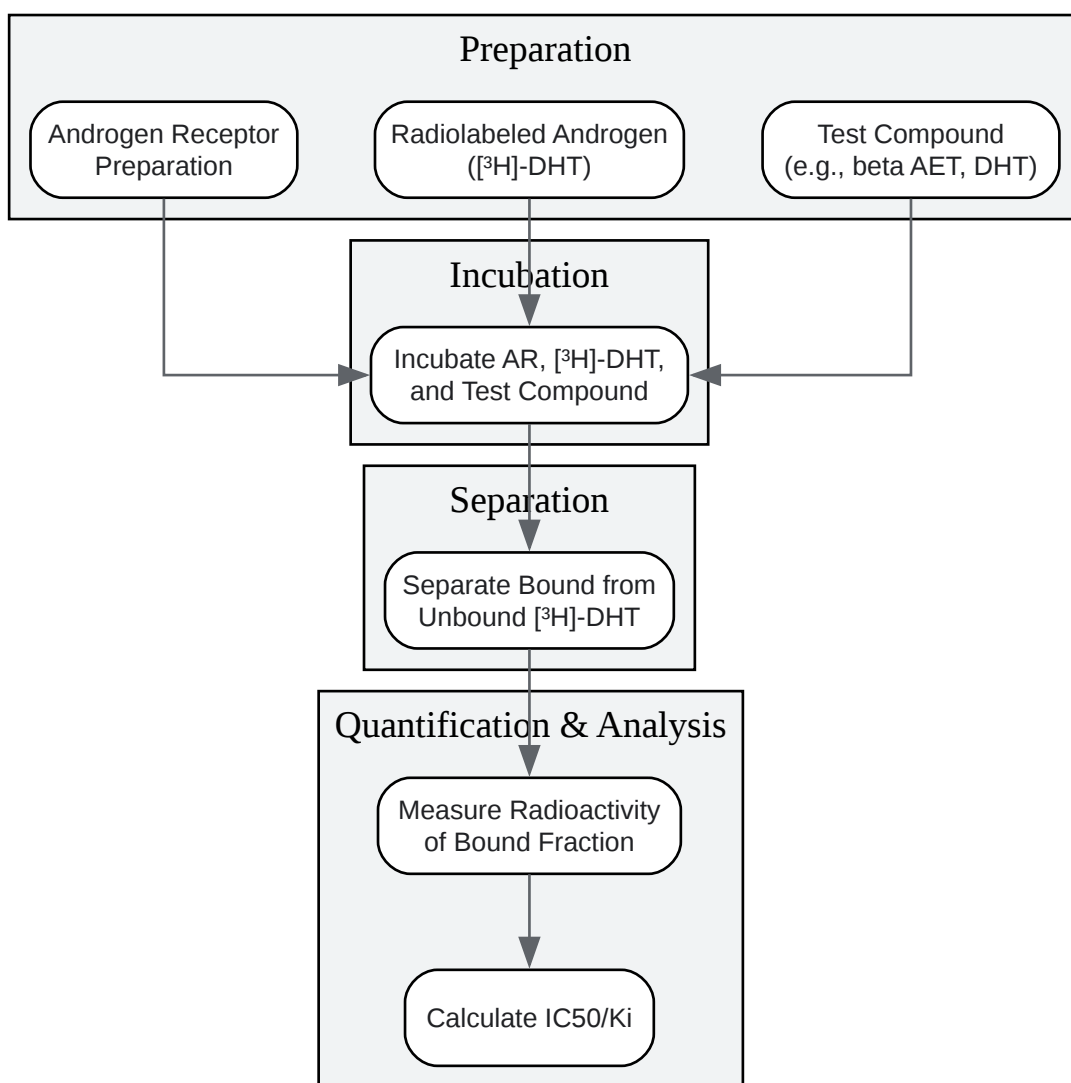 Preparation
Androgen Receptor
Preparation
Radiolabeled Androgen
([³H]-DHT)
Test Compound
(e.g., beta AET, DHT)
Incubation
Incubate AR, [³H]-DHT,
and Test Compound
Separation
Separate Bound from
Unbound [³H]-DHT
Quantification & Analysis
Measure Radioactivity
of Bound Fraction
Calculate IC50/Ki